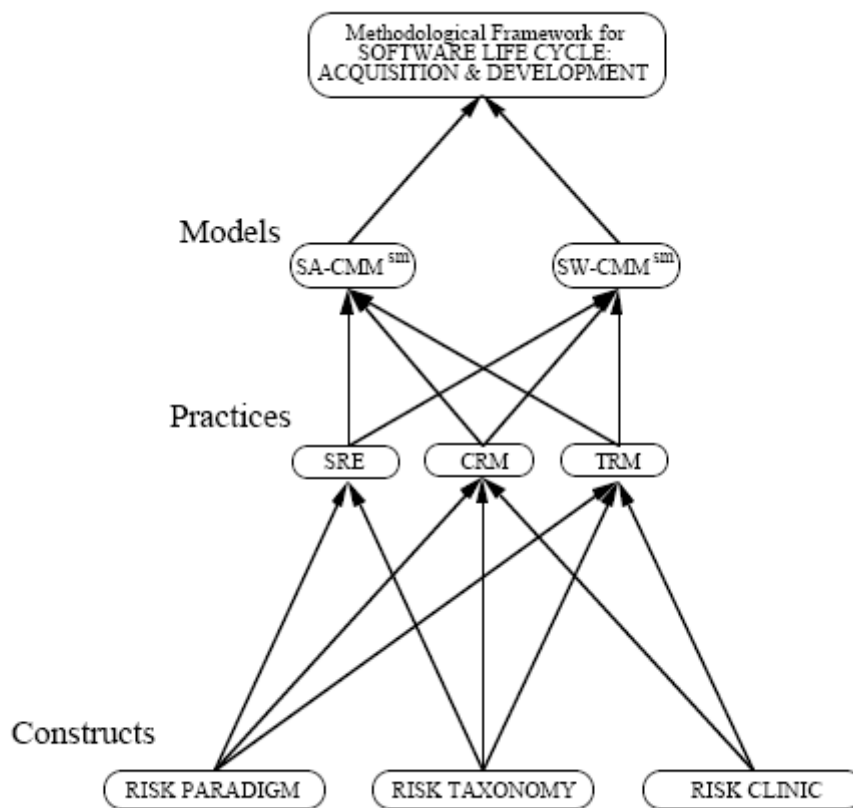 Methodological Framework for
SOFTWARE LIFE CYCLE:
ACQUISITION & DEVELOPMENT
Models
SA-CMM sm
SW-CMM sm
Practices
SRE
CRM
TRM
Constructs
RISK PARADIGM
RISK TAXONOMY
RISK CLINIC